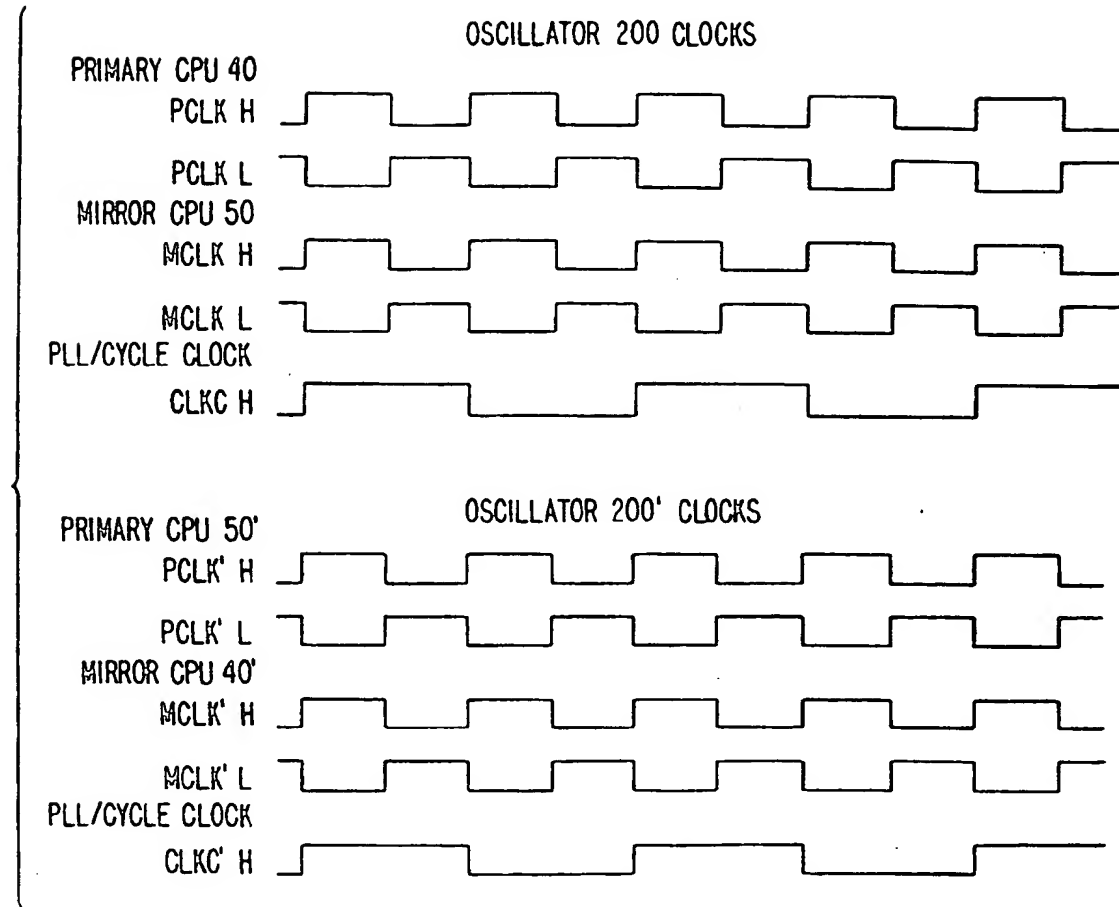 OSCILLATOR 200 CLOCKS
PRIMARY CPU 40
PCLK H
PCLK L
MIRROR CPU 50
MCLK H
MCLK L
PLL/CYCLE CLOCK
CLKC H
OSCILLATOR 200' CLOCKS
PRIMARY CPU 50'
PCLK' H
PCLK' L
MIRROR CPU 40'
MCLK' H
MCLK' L
PLL/CYCLE CLOCK
CLKC' H